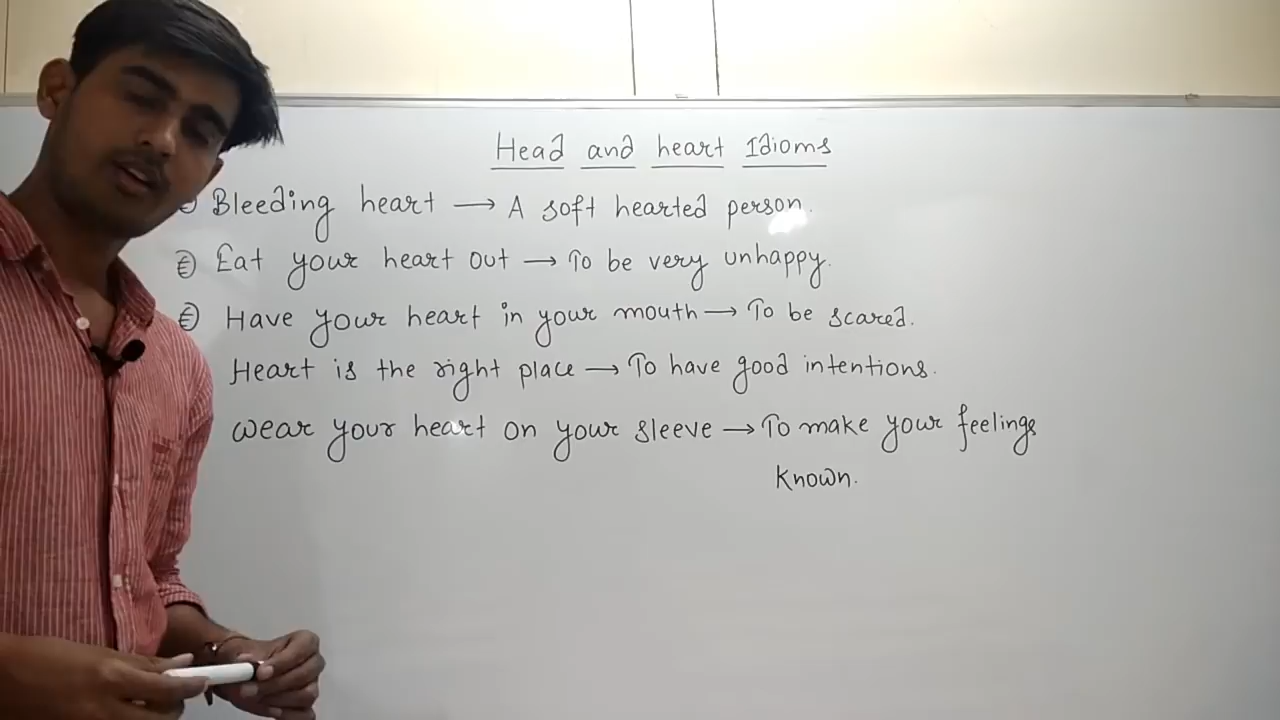 Head and heart Idioms
Bleeding heart → A soft hearted person.
Eat your heart out → To be very unhappy.
Have your heart in your mouth → To be scared.
Heart is the right place → To have good intentions.
Wear your heart on your sleeve → To make your feelings
Known.